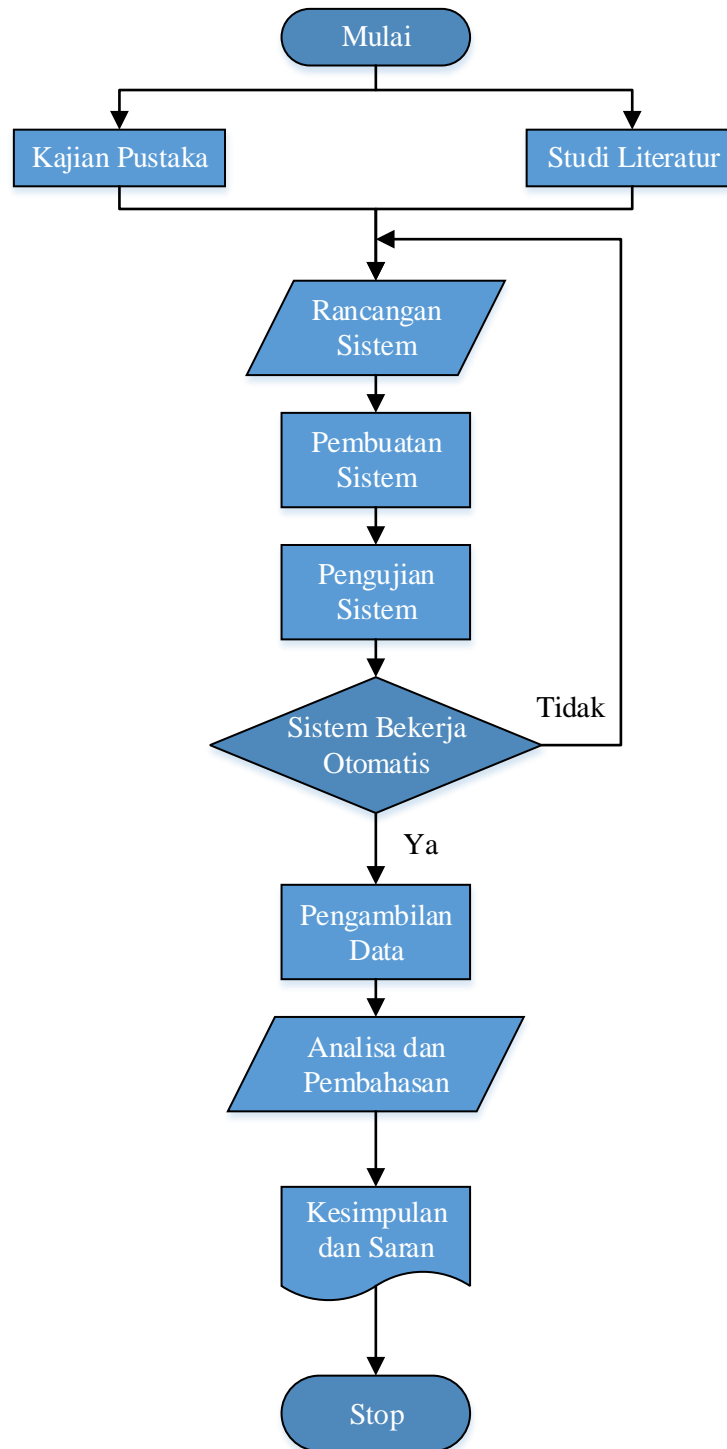 Mulai
Kajian Pustaka
Studi Literatur
Rancangan
Sistem
Pembuatan
Sistem
Pengujian
Sistem
Sistem Bekerja
Otomatis
Tidak
Ya
Pengambilan
Data
Analisa dan
Pembahasan
Kesimpulan
dan Saran
Stop